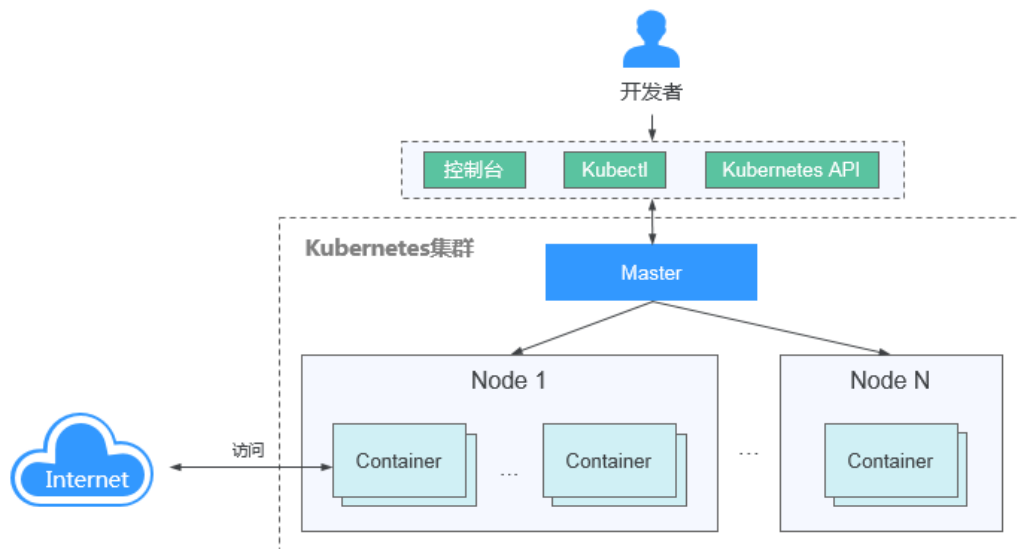 开发者
控制台
Kubectl
Kubernetes API
Kubernetes集群
Master
Node 1
Node N
Container
...
Container
...
Container
访问
Internet